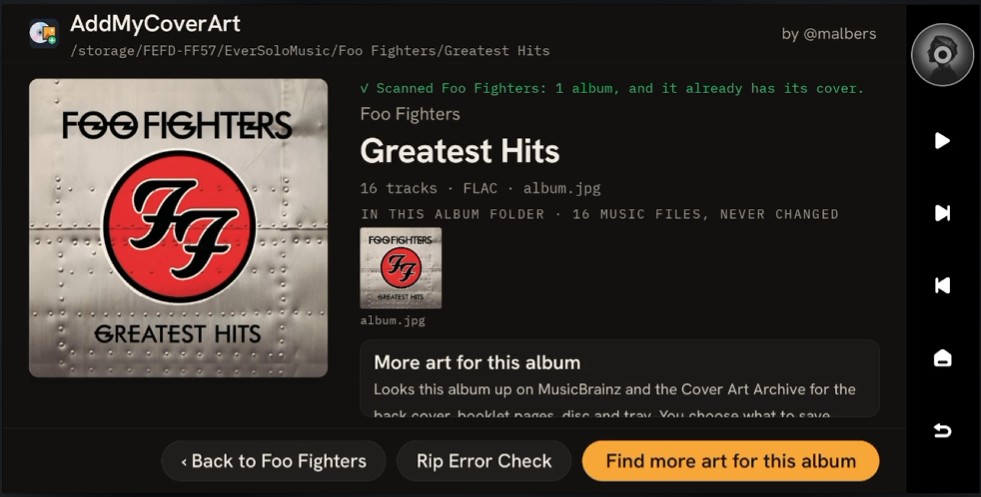 AddMyCoverArt
/storage/FEFD-FF57/EverSoloMusic/Foo Fighters/Greatest Hits
by @malbers
FOO FIGHTERS
FF
GREATEST HITS
√ Scanned Foo Fighters: 1 album, and it already has its cover.
Foo Fighters
Greatest Hits
16 tracks · FLAC · album.jpg
IN THIS ALBUM FOLDER · 16 MUSIC FILES, NEVER CHANGED
FOO FIGHTERS
FF
GREATEST HITS
album.jpg
More art for this album
Looks this album up on MusicBrainz and the Cover Art Archive for the
back cover, booklet pages, disc and tray. You choose what to save
‹ Back to Foo Fighters
Rip Error Check
Find more art for this album